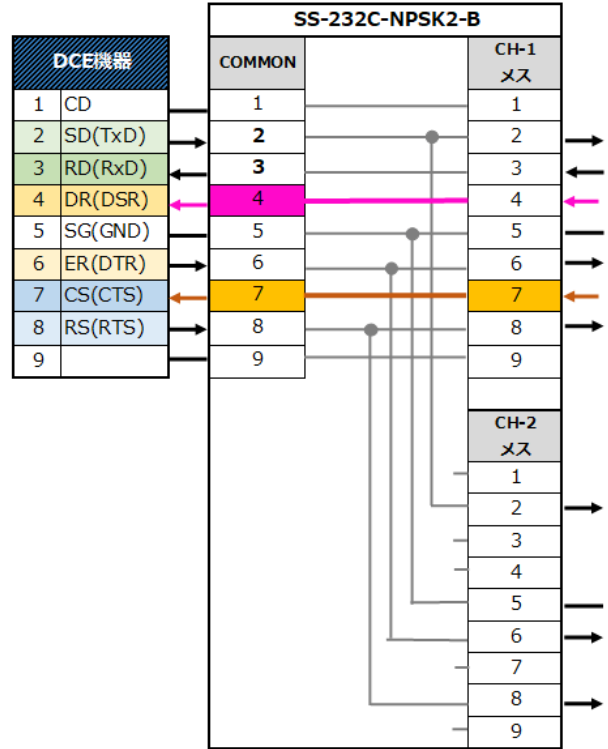 SS-232C-NPSK2-B
DCE機器
COMMON
CH-1
メス
1 CD 1 1
2 SD(TxD) 2 2
3 RD(RxD) 3 3
4 DR(DSR) 4 4
5 SG(GND) 5 5
6 ER(DTR) 6 6
7 CS(CTS) 7 7
8 RS(RTS) 8 8
9 9 9
CH-2
メス
1
2
3
4
5
6
7
8
9